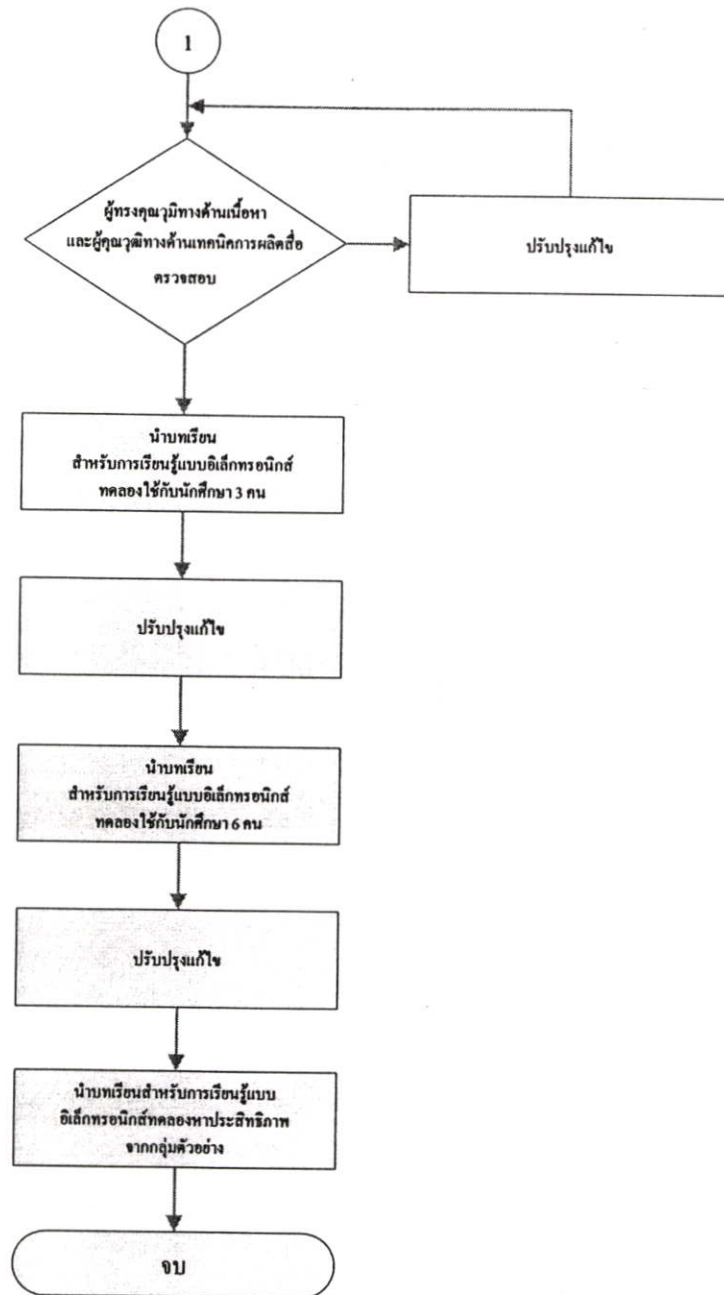 1
ผู้ทรงคุณวุมิทางด้านเนื้อหา
และผู้คุณวุฒิทางด้านเทคนิคการผลิตสื่อ
ตรวจสอบ
ปรับปรุงแก้ไข
นำบทเรียน
สำหรับการเรียนรู้แบบอิเล็กทรอนิกส์
ทดลองใช้กับนักศึกษา 3 คน
ปรับปรุงแก้ไข
นำบทเรียน
สำหรับการเรียนรู้แบบอิเล็กทรอนิกส์
ทดลองใช้กับนักศึกษา 6 คน
ปรับปรุงแก้ไข
นำบทเรียนสำหรับการเรียนรู้แบบ
อิเล็กทรอนิกส์ทดลองหาประสิทธิภาพ
จากกลุ่มตัวอย่าง
จบ